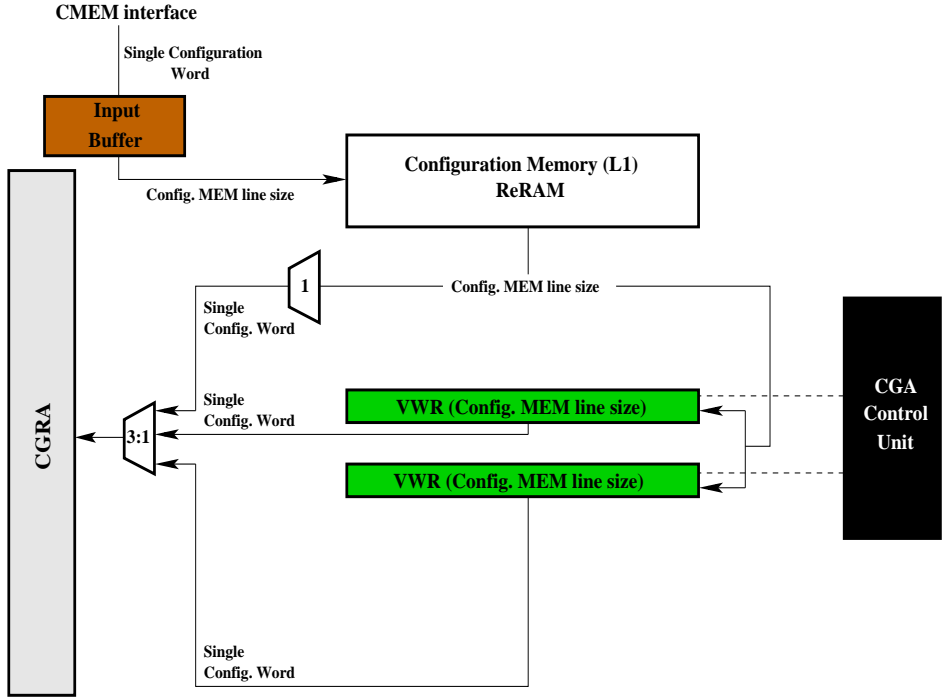 CMEM interface
Single Configuration
Word
Input
Buffer
Config. MEM line size
Configuration Memory (L1)
ReRAM
1
Config. MEM line size
Single
Config. Word
CGRA
3:1
Single
Config. Word
VWR (Config. MEM line size)
VWR (Config. MEM line size)
CGA
Control
Unit
Single
Config. Word